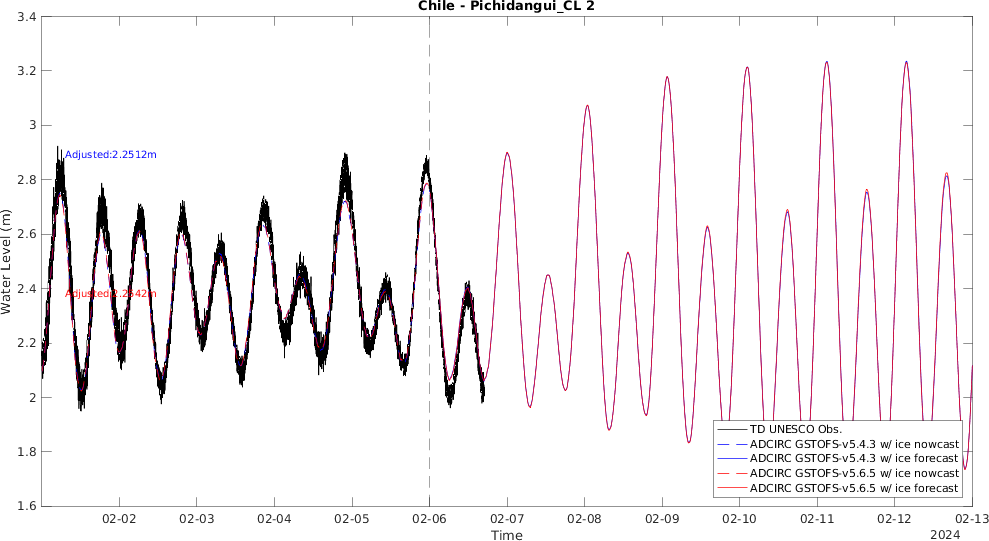 Chile - Pichidangui_CL 2
3.4
3.2
3
2.8
2.6
2.4
2.2
2
1.8
1.6
Water Level (m)
Adjusted:2.2512m
Adjusted:2.2542m
TD UNESCO Obs.
ADCIRC GSTOFS-v5.4.3 w/ ice nowcast
ADCIRC GSTOFS-v5.4.3 w/ ice forecast
ADCIRC GSTOFS-v5.6.5 w/ ice nowcast
ADCIRC GSTOFS-v5.6.5 w/ ice forecast
02-02 02-03 02-04 02-05 02-06 02-07 02-08 02-09 02-10 02-11 02-12 02-13
Time
2024